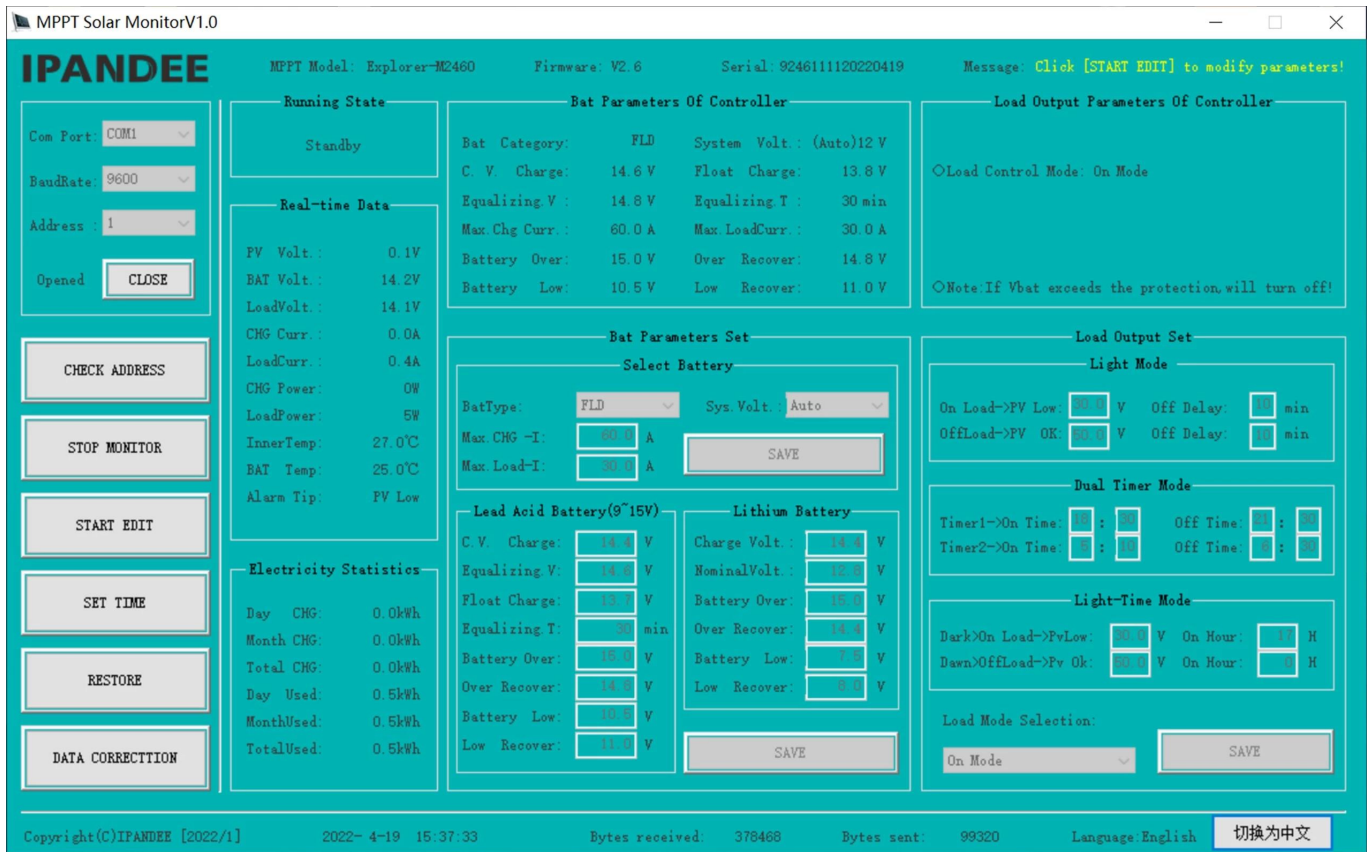 MPPT Solar MonitorV1.0
IPANDEE
MPPT Model: Explorer-M2460 Firmware: V2.6 Serial: 9246111120220419 Message: Click [START EDIT] to modify parameters!
Com Port: COM1
BaudRate: 9600
Address : 1
Opened CLOSE
CHECK ADDRESS
STOP MONITOR
START EDIT
SET TIME
RESTORE
DATA CORRECTTION
Running State
Standby
Real-time Data
PV Volt.: 0.1V
BAT Volt.: 14.2V
LoadVolt.: 14.1V
CHG Curr.: 0.0A
LoadCurr.: 0.4A
CHG Power: 0W
LoadPower: 5W
InnerTemp: 27.0℃
BAT Temp: 25.0℃
Alarm Tip: PV Low
Electricity Statistics
Day CHG: 0.0kWh
Month CHG: 0.0kWh
Total CHG: 0.0kWh
Day Used: 0.5kWh
MonthUsed: 0.5kWh
TotalUsed: 0.5kWh
Bat Parameters Of Controller
Bat Category: FLD System Volt.: (Auto)12 V
C. V. Charge: 14.6 V Float Charge: 13.8 V
Equalizing.V : 14.8 V Equalizing.T : 30 min
Max.Chg Curr.: 60.0 A Max.LoadCurr.: 30.0 A
Battery Over: 15.0 V Over Recover: 14.8 V
Battery Low: 10.5 V Low Recover: 11.0 V
Bat Parameters Set
Select Battery
BatType: FLD Sys.Volt.: Auto
Max.CHG -I: 60.0 A
Max.Load-I: 30.0 A
SAVE
Lead Acid Battery(9~15V)
C.V. Charge: 14.4 V
Equalizing.V: 14.6 V
Float Charge: 13.7 V
Equalizing.T: 30 min
Battery Over: 15.0 V
Over Recover: 14.8 V
Battery Low: 10.5 V
Low Recover: 11.0 V
Lithium Battery
Charge Volt.: 14.4 V
NominalVolt.: 12.8 V
Battery Over: 15.0 V
Over Recover: 14.4 V
Battery Low: 7.5 V
Low Recover: 8.0 V
SAVE
Load Output Parameters Of Controller
○Load Control Mode: On Mode
○Note:If Vbat exceeds the protection,will turn off!
Load Output Set
Light Mode
On Load->PV Low: 30.0 V Off Delay: 10 min
OffLoad->PV OK: 60.0 V Off Delay: 10 min
Dual Timer Mode
Timer1->On Time: 18 : 30 Off Time: 21 : 30
Timer2->On Time: 5 : 10 Off Time: 6 : 30
Light-Time Mode
Dark>On Load->PvLow: 30.0 V On Hour: 17 H
Dawn>OffLoad->Pv Ok: 60.0 V On Hour: 0 H
Load Mode Selection:
On Mode
SAVE
Copyright(C)IPANDEE [2022/1] 2022- 4-19 15:37:33 Bytes received: 378468 Bytes sent: 99320 Language:English 切换为中文